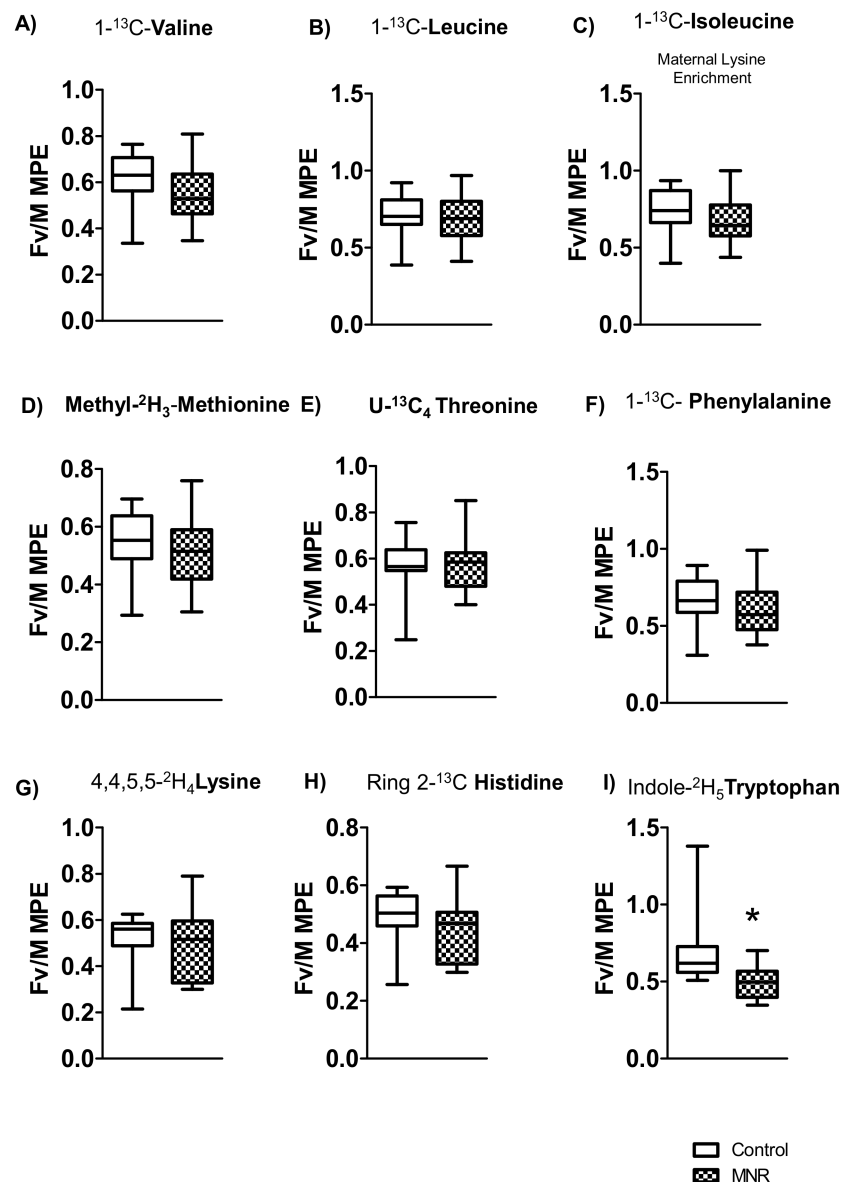 A) 1-¹³C-Valine
B) 1-¹³C-Leucine
C) 1-¹³C-Isoleucine
Maternal Lysine
Enrichment
Fv/M MPE
1.0
0.8
0.6
0.4
0.2
0.0
Fv/M MPE
1.5
1.0
0.5
0.0
Fv/M MPE
1.5
1.0
0.5
0.0
D) Methyl-²H₃-Methionine
E) U-¹³C₄ Threonine
F) 1-¹³C- Phenylalanine
Fv/M MPE
0.8
0.6
0.4
0.2
0.0
Fv/M MPE
1.0
0.8
0.6
0.4
0.2
0.0
Fv/M MPE
1.5
1.0
0.5
0.0
G) 4,4,5,5-²H₄Lysine
H) Ring 2-¹³C Histidine
I) Indole-²H₅Tryptophan
Fv/M MPE
1.0
0.8
0.6
0.4
0.2
0.0
Fv/M MPE
0.8
0.6
0.4
0.2
0.0
Fv/M MPE
1.5
1.0
0.5
0.0
*
Control
MNR